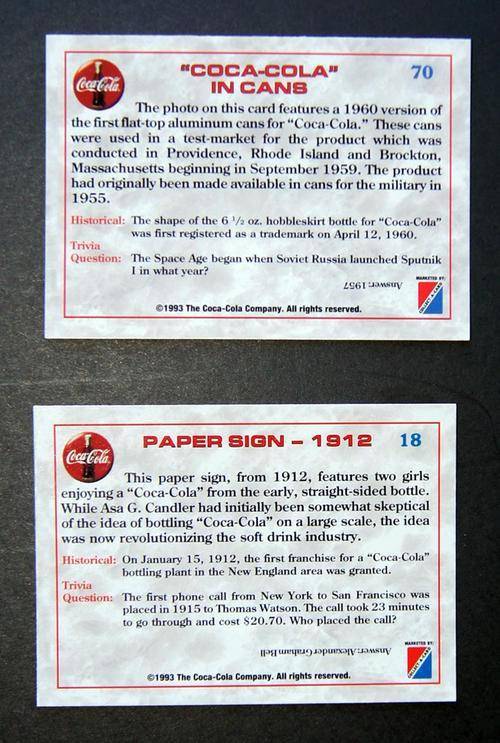 Coca-Cola
"COCA-COLA"
IN CANS
70
The photo on this card features a 1960 version of
the first flat-top aluminum cans for "Coca-Cola." These cans
were used in a test-market for the product which was
conducted in Providence, Rhode Island and Brockton,
Massachusetts beginning in September 1959. The product
had originally been made available in cans for the military in
1955.
Historical: The shape of the 6 ½ oz. hobbleskirt bottle for "Coca-Cola"
was first registered as a trademark on April 12, 1960.
Trivia
Question: The Space Age began when Soviet Russia launched Sputnik
I in what year?
Answer: 1957
MARKETED BY:
©1993 The Coca-Cola Company. All rights reserved.
Coca-Cola
PAPER SIGN – 1912
18
This paper sign, from 1912, features two girls
enjoying a "Coca-Cola" from the early, straight-sided bottle.
While Asa G. Candler had initially been somewhat skeptical
of the idea of bottling "Coca-Cola" on a large scale, the idea
was now revolutionizing the soft drink industry.
Historical: On January 15, 1912, the first franchise for a "Coca-Cola"
bottling plant in the New England area was granted.
Trivia
Question: The first phone call from New York to San Francisco was
placed in 1915 to Thomas Watson. The call took 23 minutes
to go through and cost $20.70. Who placed the call?
Answer: Alexander Graham Bell
MARKETED BY:
©1993 The Coca-Cola Company. All rights reserved.